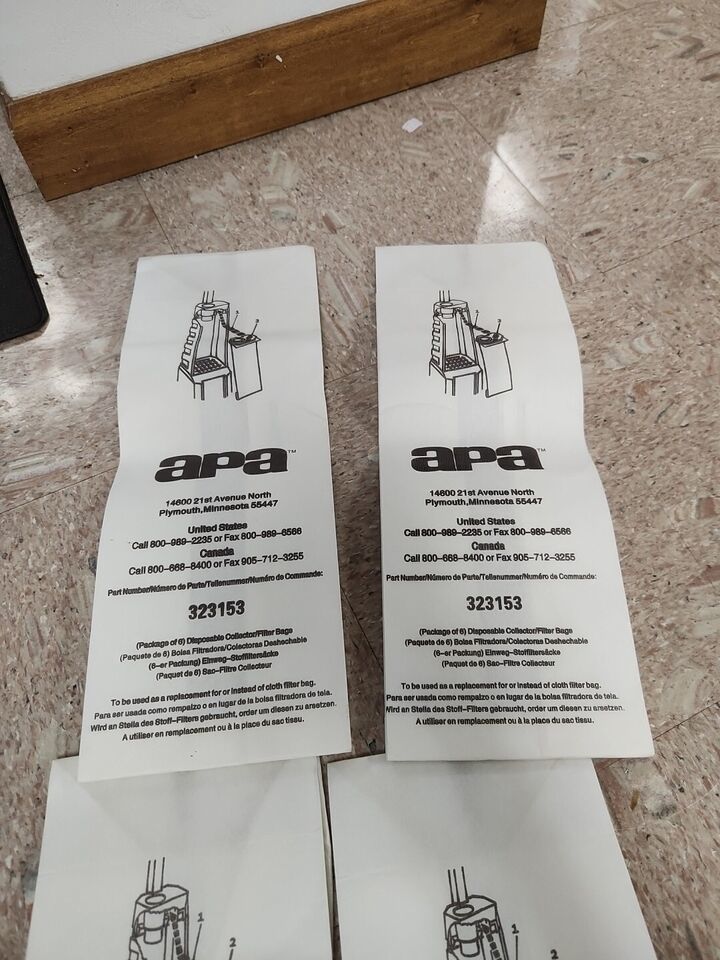 apa™
14600 21st Avenue North
Plymouth,Minnesota 55447
United States
Call 800-989-2235 or Fax 800-989-6566
Canada
Call 800-668-8400 or Fax 905-712-3255
Part Number/Número de Parte/Teilenummer/Numéro de Commande:
323153
(Package of 6) Disposable Collector/Filter Bags
(Paquete de 6) Bolsa Filtradora/Colectoras Deshechable
(6-er Packung) Einweg-Stoffiltersäcke
(Paquet de 6) Sac-Filtre Collecteur
To be used as a replacement for or instead of cloth filter bag.
Para ser usada como rempalzo o en lugar de la bolsa filtradora de tela.
Wird an Stella des Stoff-Filters gebraucht, order um diesen zu arsetzen.
A utiliser en remplacement ou à la place du sac tissu.
apa™
14600 21st Avenue North
Plymouth,Minnesota 55447
United States
Call 800-989-2235 or Fax 800-989-6566
Canada
Call 800-668-8400 or Fax 905-712-3255
Part Number/Número de Parte/Teilenummer/Numéro de Commande:
323153
(Package of 6) Disposable Collector/Filter Bags
(Paquete de 6) Bolsa Filtradora/Colectoras Deshechable
(6-er Packung) Einweg-Stoffiltersäcke
(Paquet de 6) Sac-Filtre Collecteur
To be used as a replacement for or instead of cloth filter bag.
Para ser usada como rempalzo o en lugar de la bolsa filtradora de tela.
Wird an Stella des Stoff-Filters gebraucht, order um diesen zu arsetzen.
A utiliser en remplacement ou à la place du sac tissu.
1
2
1
2